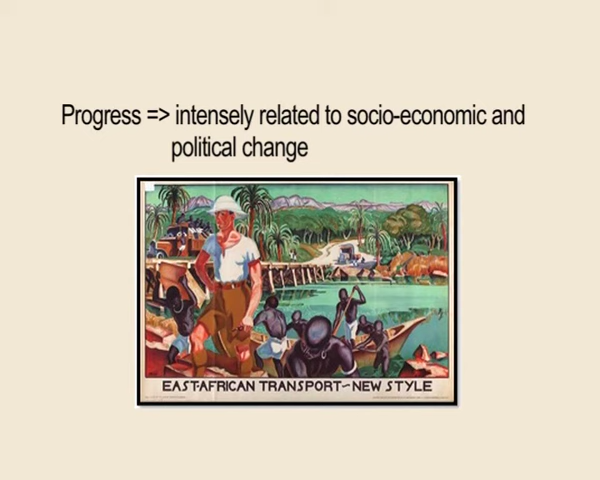 Progress => intensely related to socio-economic and
political change
EAST-AFRICAN TRANSPORT-NEW STYLE